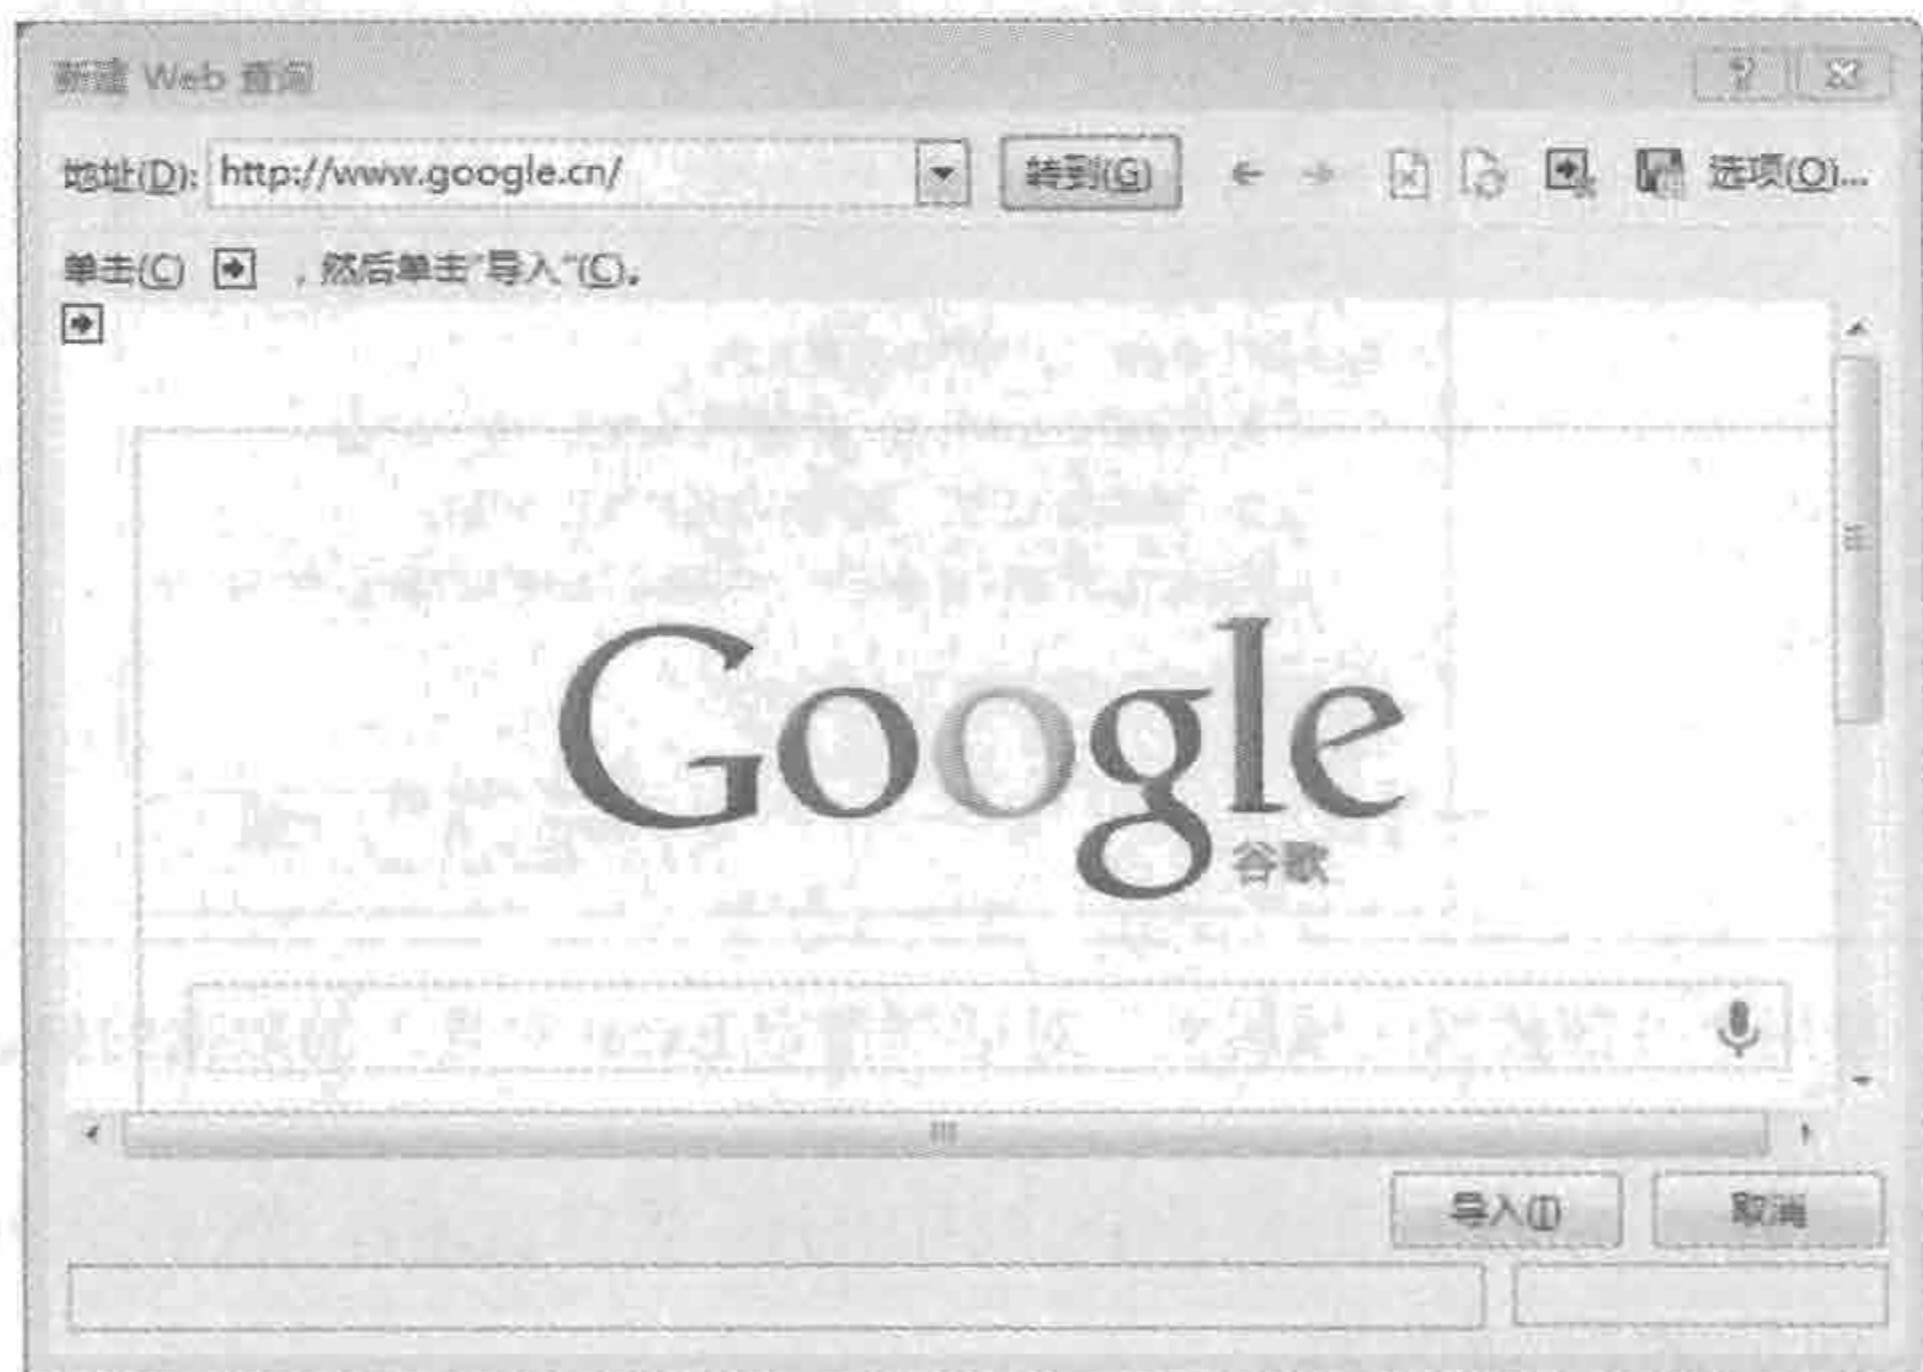 新建 Web 查询
地址(D): http://www.google.cn/ 转到(G) 选项(O)...
单击(C) ，然后单击"导入"(C)。
Google
谷歌
导入(I) 取消